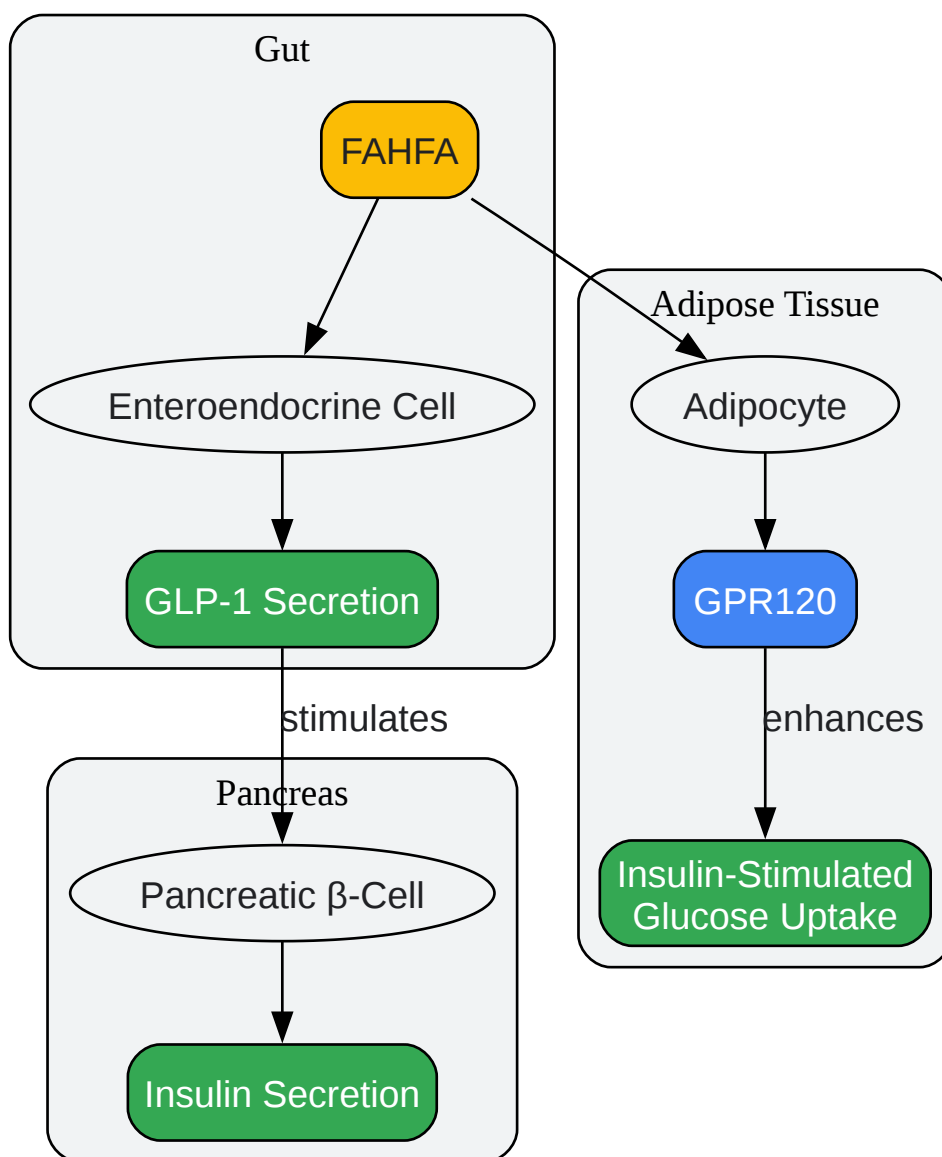 Gut
FAHFA
Adipose Tissue
Enteroendocrine Cell
Adipocyte
GLP-1 Secretion
GPR120
stimulates
enhances
Pancreas
Pancreatic β-Cell
Insulin-Stimulated
Glucose Uptake
Insulin Secretion